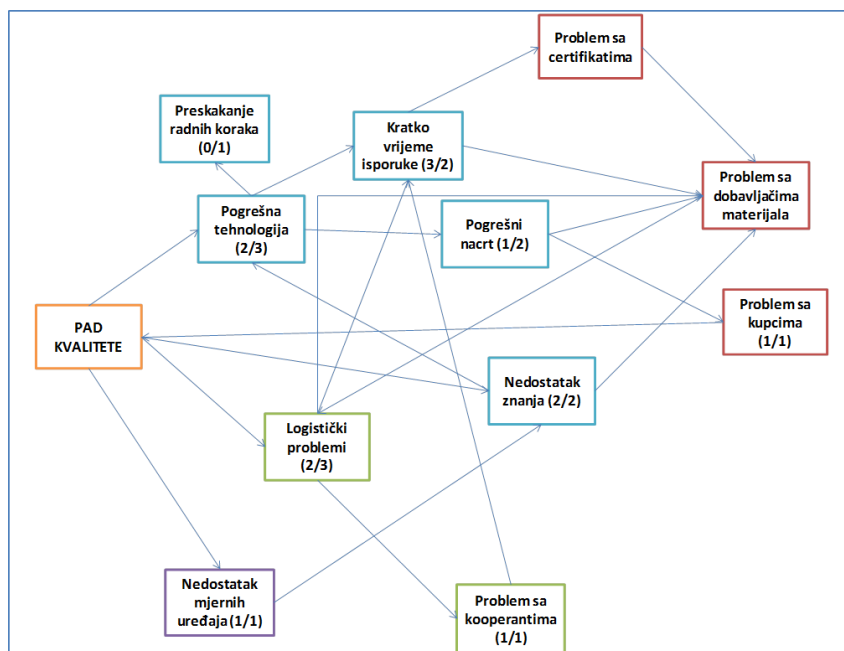 Problem sa
certifikatima
Preskakanje
radnih koraka
(0/1)
Kratko
vrijeme
isporuke (3/2)
Problem sa
dobavljačima
materijala
Pogrešna
tehnologija
(2/3)
Pogrešni
nacrt (1/2)
Problem sa
kupcima
(1/1)
PAD
KVALITETE
Nedostatak
znanja (2/2)
Logistički
problemi
(2/3)
Nedostatak
mjernih
uređaja (1/1)
Problem sa
kooperantima
(1/1)